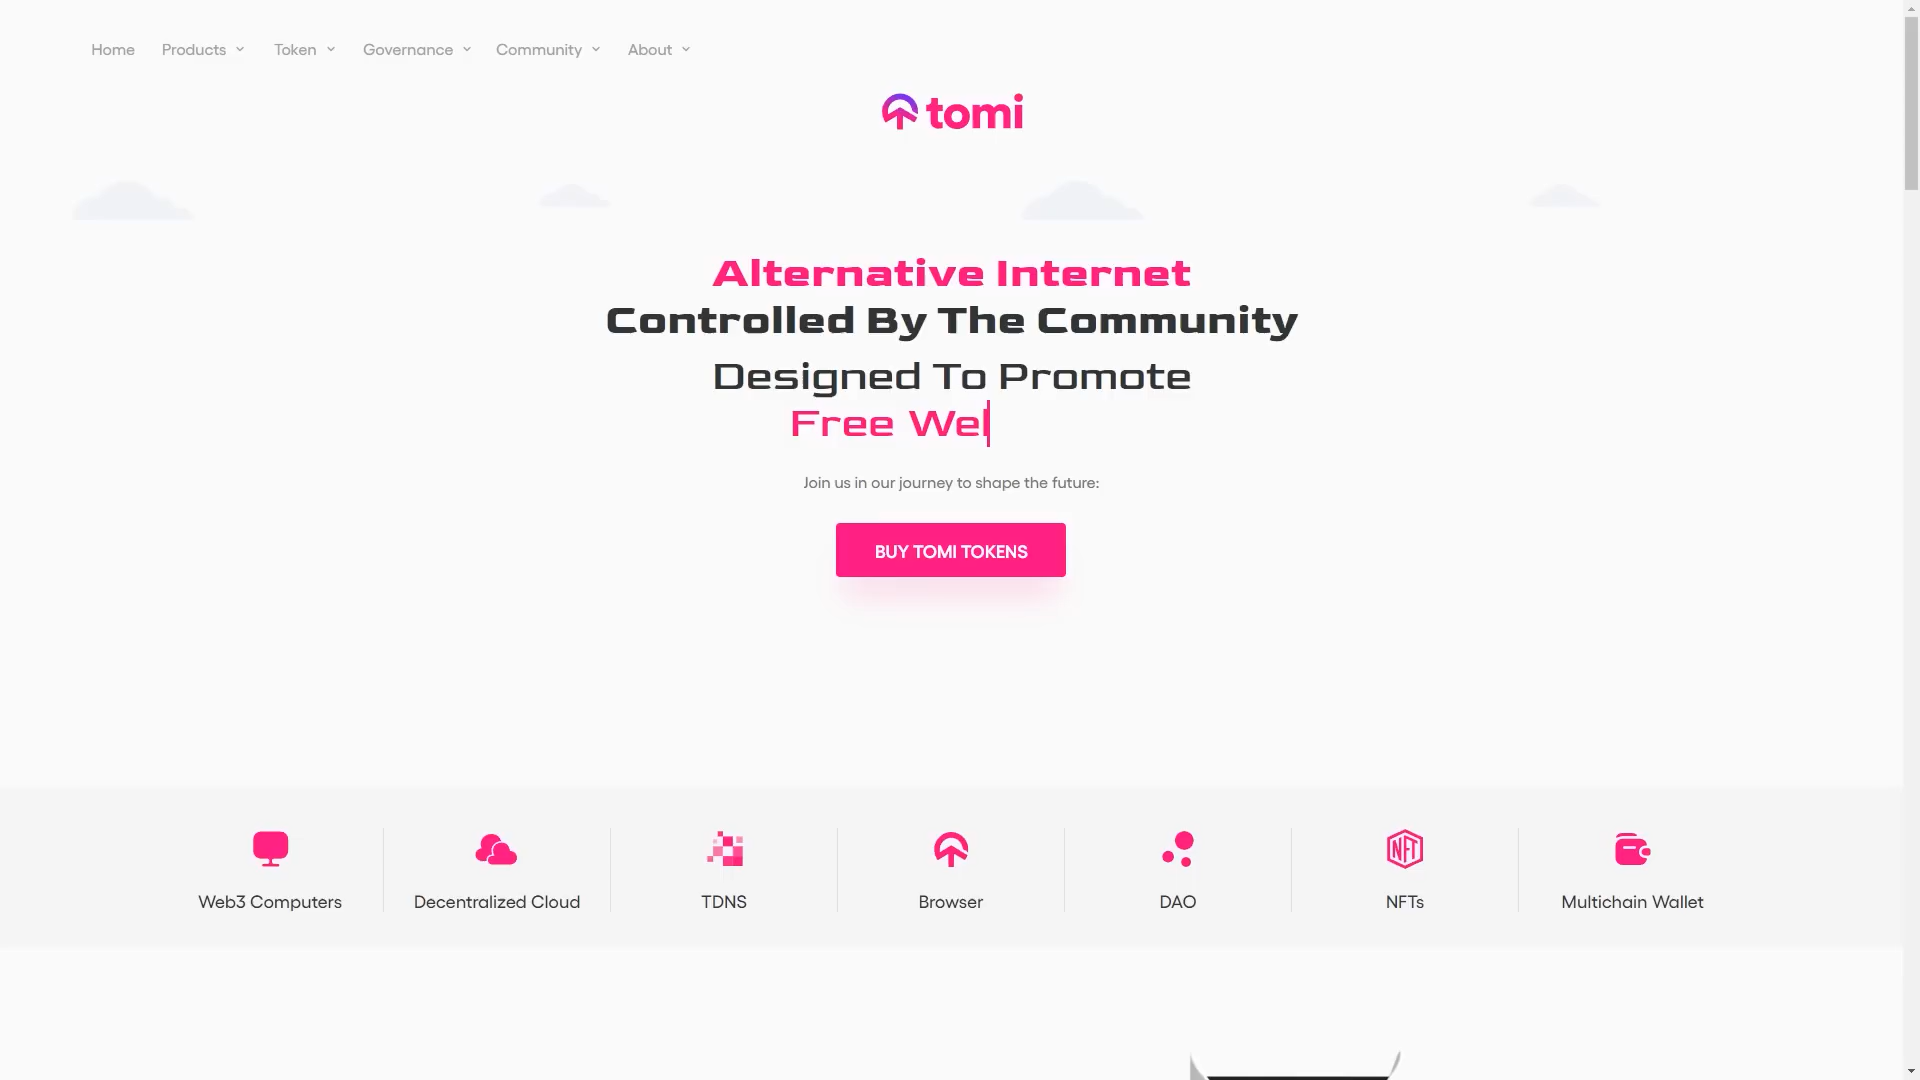 Home Products Token Governance Community About
tomi
Alternative Internet
Controlled By The Community
Designed To Promote
Free Wel
Join us in our journey to shape the future:
BUY TOMI TOKENS
NFT
Web3 Computers Decentralized Cloud TDNS Browser DAO NFTs Multichain Wallet